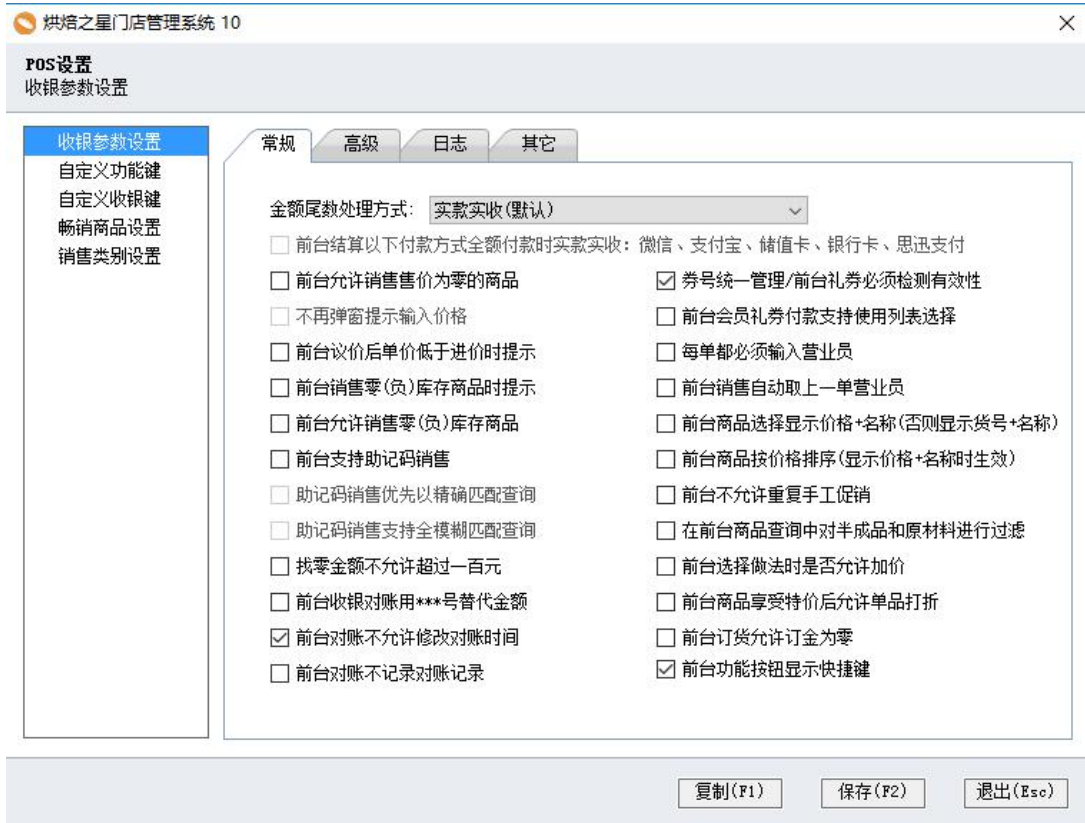 烘焙之星门店管理系统 10
POS设置
收银参数设置
收银参数设置
自定义功能键
自定义收银键
畅销商品设置
销售类别设置
常规 高级 日志 其它
金额尾数处理方式: 实款实收(默认)
前台结算以下付款方式全额付款时实款实收: 微信、支付宝、储值卡、银行卡、思迅支付
前台允许销售售价为零的商品 券号统一管理/前台礼券必须检测有效性
不再弹窗提示输入价格 前台会员礼券付款支持使用列表选择
前台议价后单价低于进价时提示 每单都必须输入营业员
前台销售零(负)库存商品时提示 前台销售自动取上一单营业员
前台允许销售零(负)库存商品 前台商品选择显示价格+名称(否则显示货号+名称)
前台支持助记码销售 前台商品按价格排序(显示价格+名称时生效)
助记码销售优先以精确匹配查询 前台不允许重复手工促销
助记码销售支持全模糊匹配查询 在前台商品查询中对半成品和原材料进行过滤
找零金额不允许超过一百元 前台选择做法时是否允许加价
前台收银对账用***号替代金额 前台商品享受特价后允许单品打折
前台对账不允许修改对账时间 前台订货允许订金为零
前台对账不记录对账记录 前台功能按钮显示快捷键
复制(F1) 保存(F2) 退出(Esc)